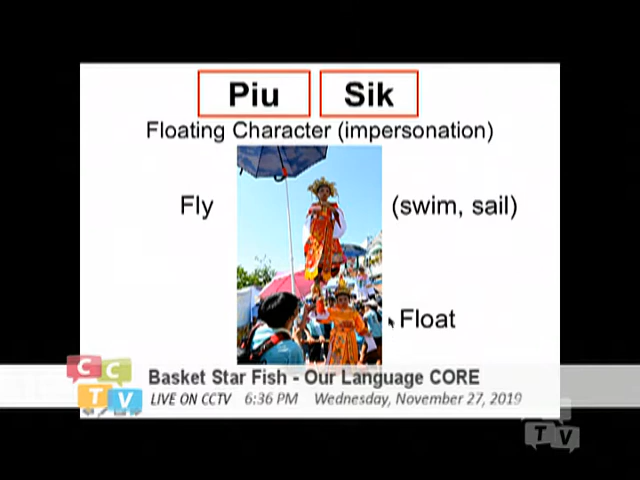 Piu Sik
Floating Character (impersonation)
Fly (swim, sail)
Float
Basket Star Fish - Our Language CORE
LIVE ON CCTV 6:36 PM Wednesday, November 27, 2019
CC
TV
TV